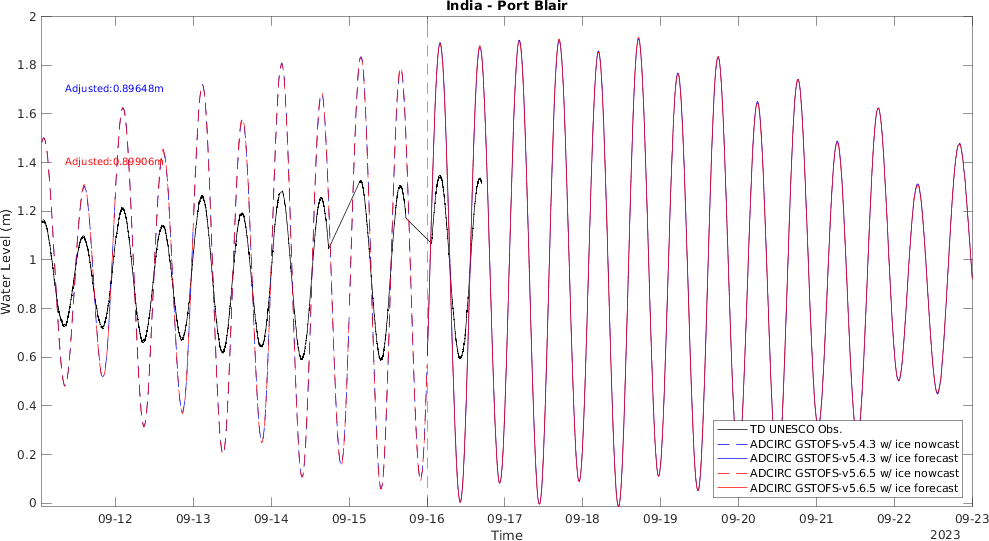 India - Port Blair
2
1.8
1.6
1.4
1.2
1
0.8
0.6
0.4
0.2
0
Water Level (m)
Adjusted:0.89648m
Adjusted:0.89906m
TD UNESCO Obs.
ADCIRC GSTOFS-v5.4.3 w/ ice nowcast
ADCIRC GSTOFS-v5.4.3 w/ ice forecast
ADCIRC GSTOFS-v5.6.5 w/ ice nowcast
ADCIRC GSTOFS-v5.6.5 w/ ice forecast
09-12 09-13 09-14 09-15 09-16 09-17 09-18 09-19 09-20 09-21 09-22 09-23
Time
2023